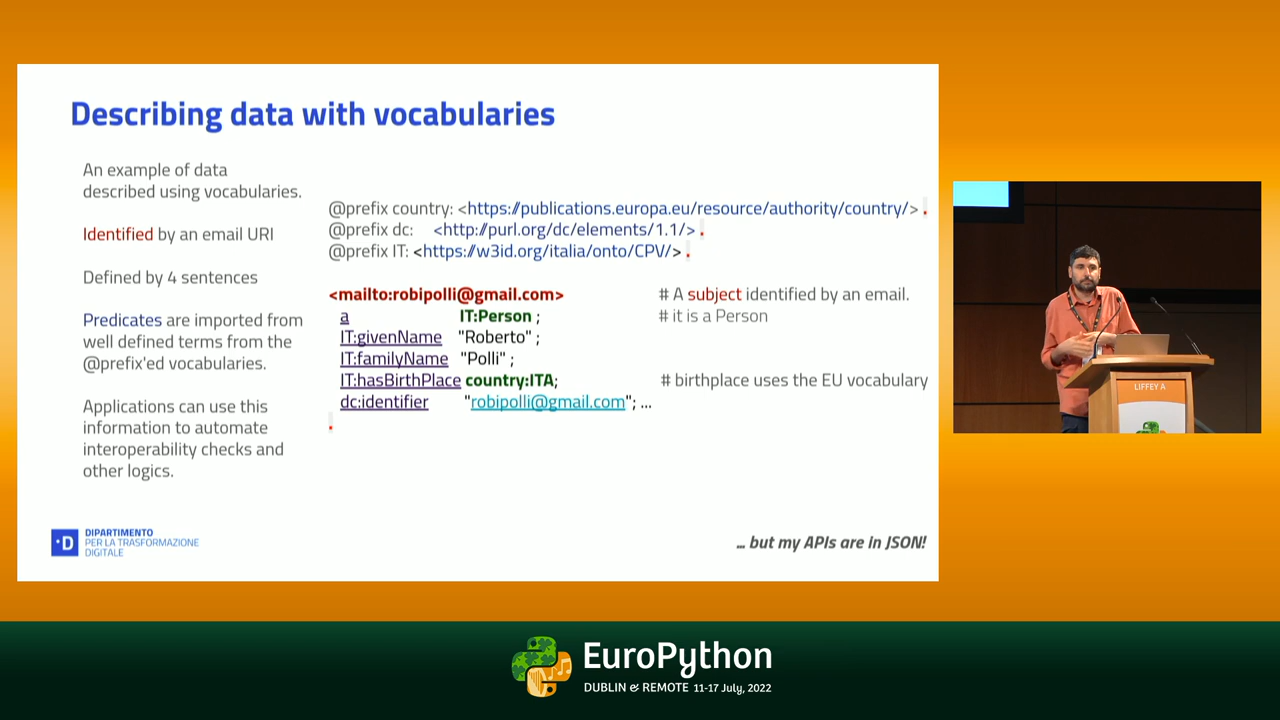 Describing data with vocabularies
An example of data
described using vocabularies.
Identified by an email URI
Defined by 4 sentences
Predicates are imported from
well defined terms from the
@prefix'ed vocabularies.
Applications can use this
information to automate
interoperability checks and
other logics.
@prefix country: <https://publications.europa.eu/resource/authority/country/> .
@prefix dc: <http://purl.org/dc/elements/1.1/> .
@prefix IT: <https://w3id.org/italia/onto/CPV/> .
<mailto:robipolli@gmail.com> # A subject identified by an email.
a IT:Person ; # it is a Person
IT:givenName "Roberto" ;
IT:familyName "Polli" ;
IT:hasBirthPlace country:ITA; # birthplace uses the EU vocabulary
dc:identifier "robipolli@gmail.com"; ...
.
·D DIPARTIMENTO
PER LA TRASFORMAZIONE
DIGITALE
... but my APIs are in JSON!
LIFFEY A
EuroPython
DUBLIN & REMOTE 11-17 July, 2022